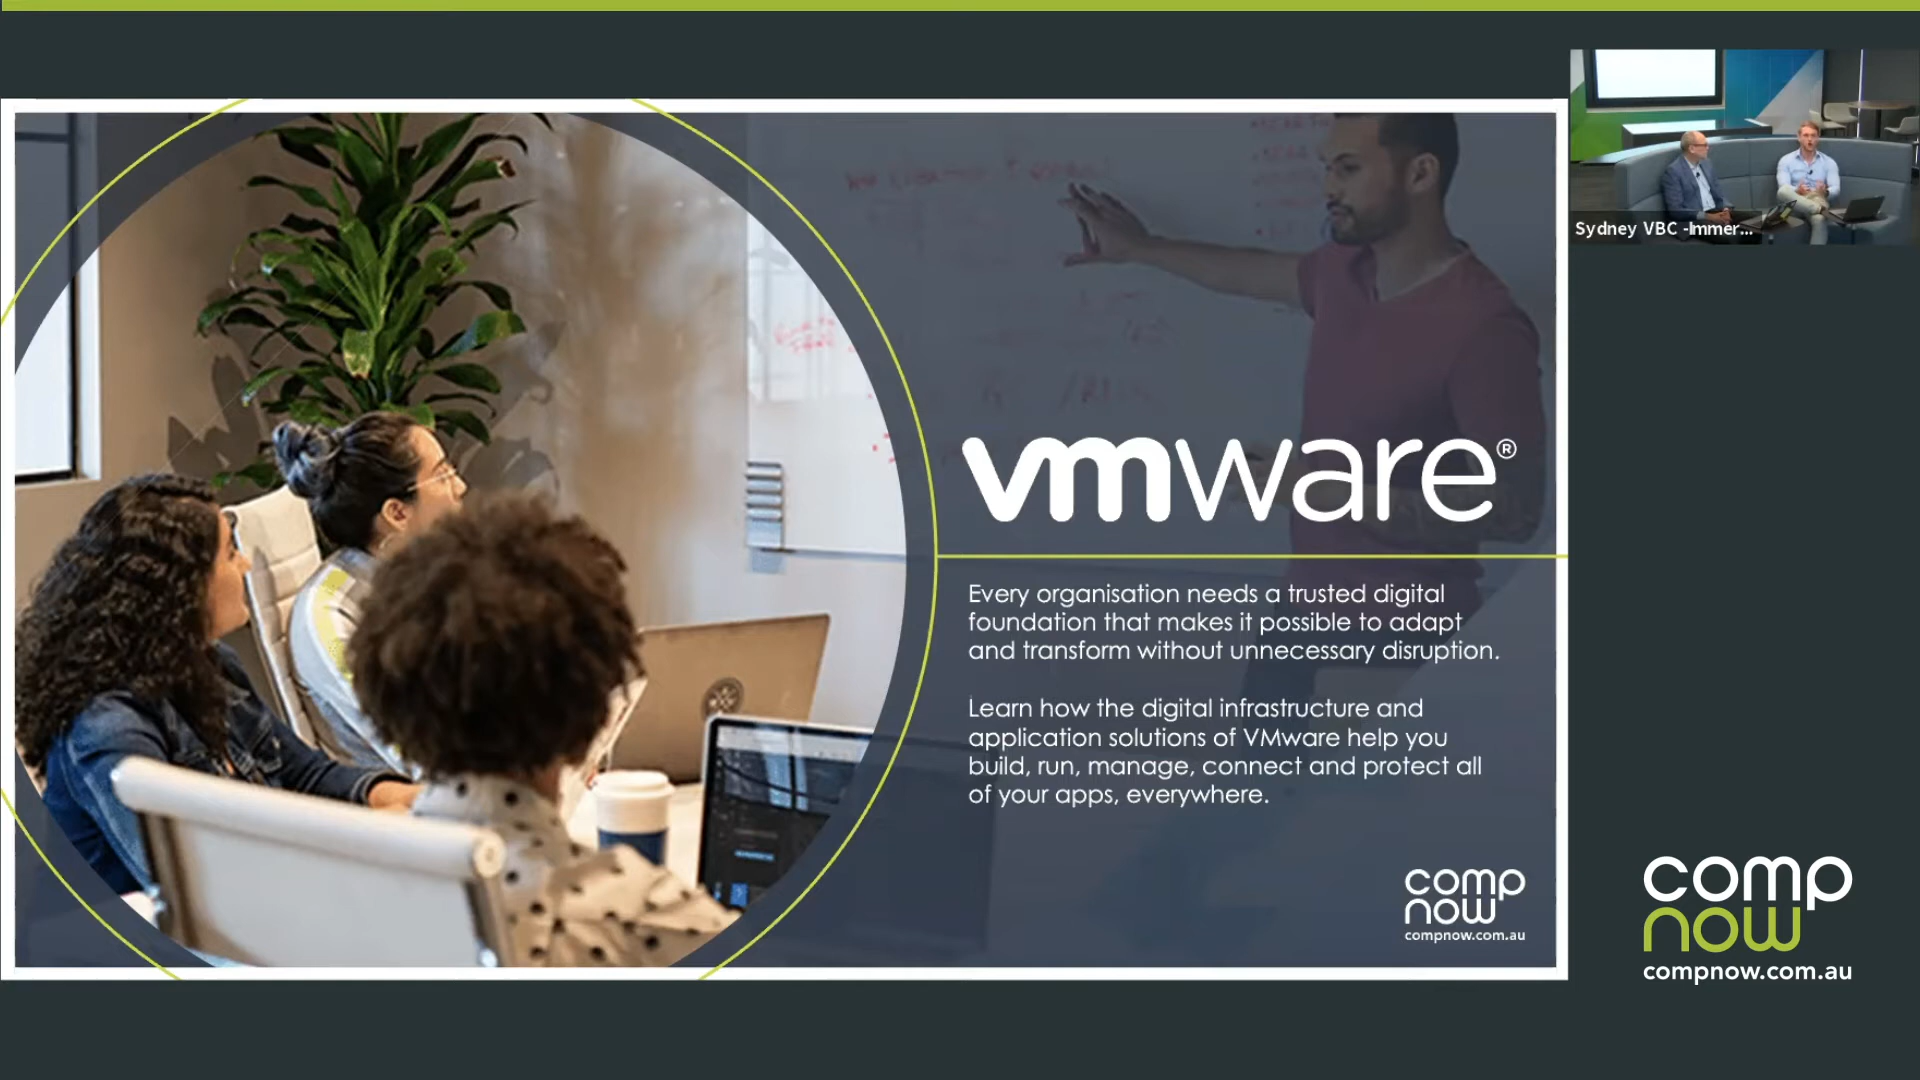 Sydney VBC -Immer...
vmware®
Every organisation needs a trusted digital
foundation that makes it possible to adapt
and transform without unnecessary disruption.
Learn how the digital infrastructure and
application solutions of VMware help you
build, run, manage, connect and protect all
of your apps, everywhere.
comp
now
compnow.com.au
comp
now
compnow.com.au